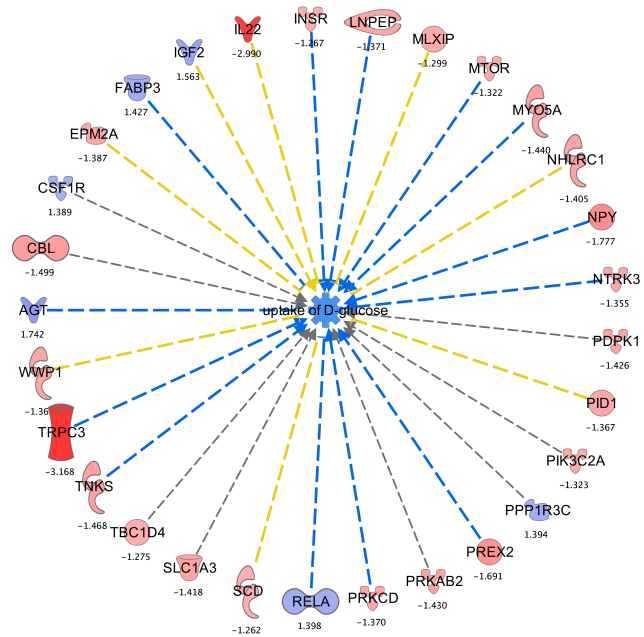 INSR
-1.267
LNPEP
-1.371
IL22
-2.990
MLXIP
-1.299
IGF2
1.563
MTOR
-1.322
FABP3
1.427
MYO5A
-1.440
EPM2A
-1.387
NHLRC1
-1.405
CSF1R
1.389
NPY
-1.777
CBL
-1.499
NTRK3
-1.355
AGT
1.742
uptake of D-glucose
PDPK1
-1.426
WWP1
PID1
-1.367
TRPC3
-3.168
PIK3C2A
-1.323
TNKS
-1.468
PPP1R3C
1.394
TBC1D4
-1.275
PREX2
-1.691
SLC1A3
-1.418
PRKAB2
-1.430
SCD
-1.262
RELA
1.398
PRKCD
-1.370